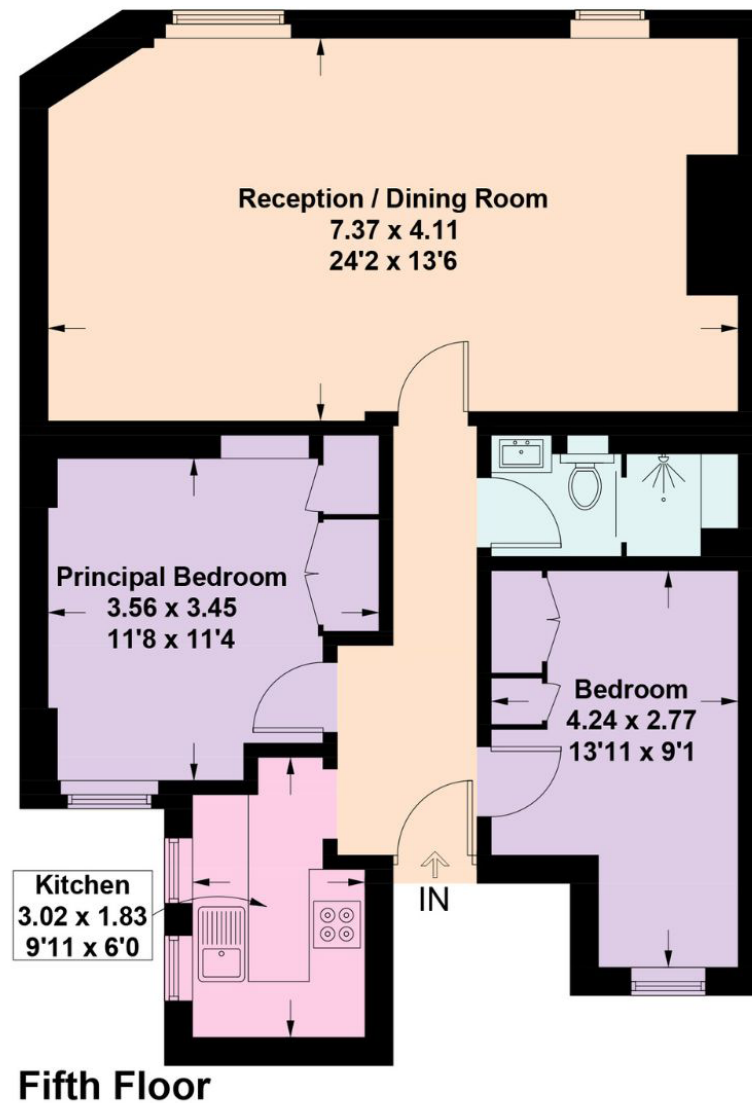 Reception / Dining Room
7.37 x 4.11
24'2 x 13'6
Principal Bedroom
3.56 x 3.45
11'8 x 11'4
Bedroom
4.24 x 2.77
13'11 x 9'1
Kitchen
3.02 x 1.83
9'11 x 6'0
IN
Fifth Floor